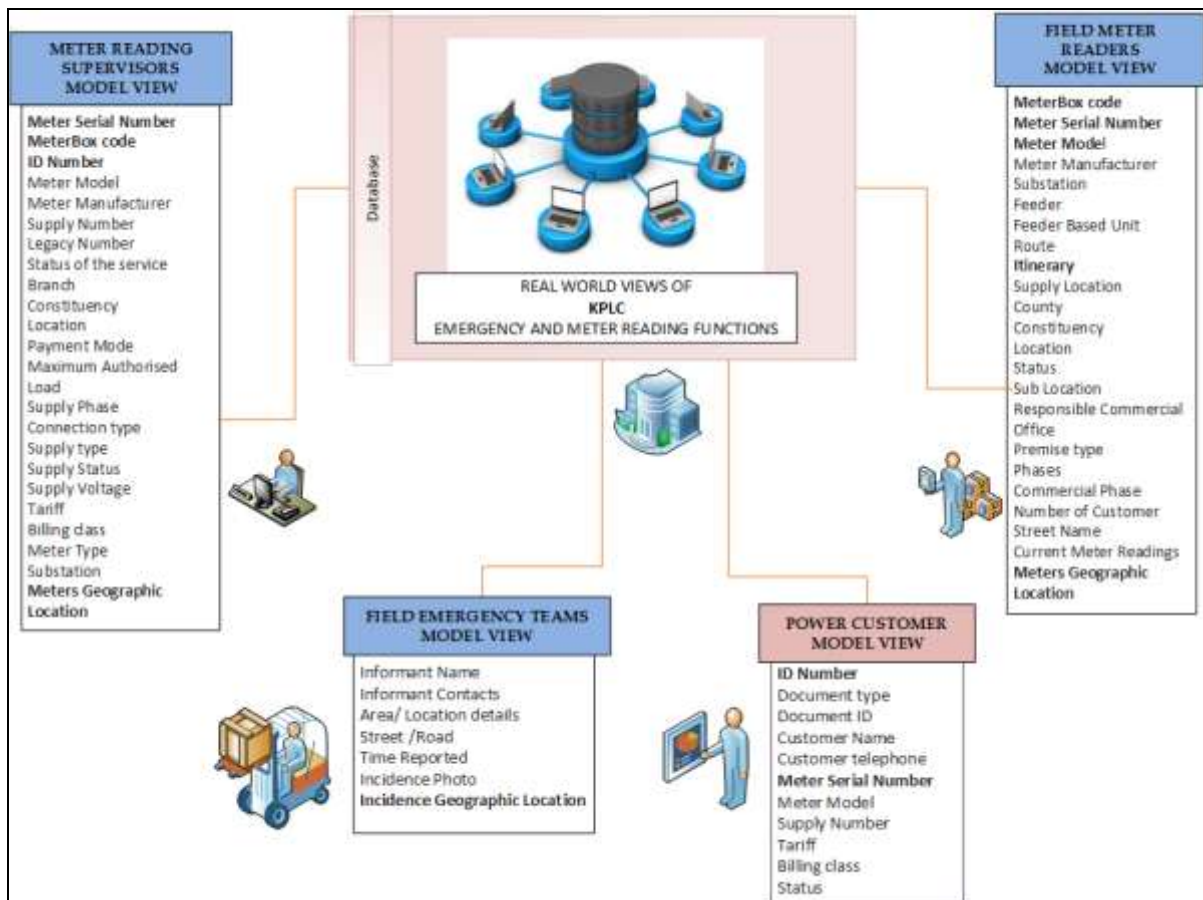 METER READING
SUPERVISORS
MODEL VIEW
Meter Serial Number
MeterBox code
ID Number
Meter Model
Meter Manufacturer
Supply Number
Legacy Number
Status of the service
Branch
Constituency
Location
Payment Mode
Maximum Authorised
Load
Supply Phase
Connection type
Supply type
Supply Status
Supply Voltage
Tariff
Billing class
Meter Type
Substation
Meters Geographic
Location
Database
REAL WORLD VIEWS OF
KPLC
EMERGENCY AND METER READING FUNCTIONS
FIELD METER
READERS
MODEL VIEW
MeterBox code
Meter Serial Number
Meter Model
Meter Manufacturer
Substation
Feeder
Feeder Based Unit
Route
Itinerary
Supply Location
County
Constituency
Location
Status
Sub Location
Responsible Commercial
Office
Premise type
Phases
Commercial Phase
Number of Customer
Street Name
Current Meter Readings
Meters Geographic
Location
FIELD EMERGENCY TEAMS
MODEL VIEW
Informant Name
Informant Contacts
Area/ Location details
Street /Road
Time Reported
Incidence Photo
Incidence Geographic Location
POWER CUSTOMER
MODEL VIEW
ID Number
Document type
Document ID
Customer Name
Customer telephone
Meter Serial Number
Meter Model
Supply Number
Tariff
Billing class
Status